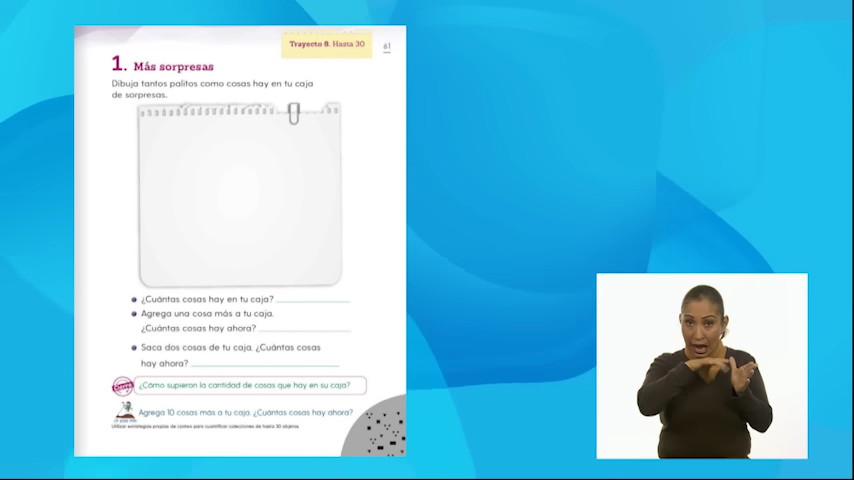 Trayecto 8. Hasta 30
61
1. Más sorpresas
Dibuja tantos palitos como cosas hay en tu caja
de sorpresas.
¿Cuántas cosas hay en tu caja?
Agrega una cosa más a tu caja.
¿Cuántas cosas hay ahora?
Saca dos cosas de tu caja. ¿Cuántas cosas
hay ahora?
¿Cómo supieron la cantidad de cosas que hay en su caja?
Agrega 10 cosas más a tu caja. ¿Cuántas cosas hay ahora?
Utilizar estrategias propias de conteo para cuantificar colecciones de hasta 30 objetos.